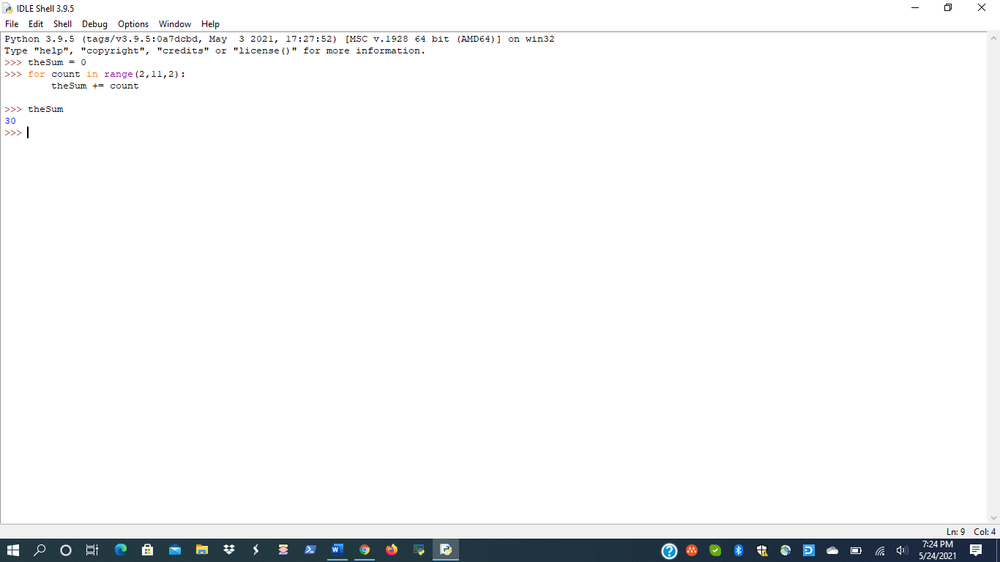 IDLE Shell 3.9.5
File Edit Shell Debug Options Window Help
Python 3.9.5 (tags/v3.9.5:0a7dcbd, May  3 2021, 17:27:52) [MSC v.1928 64 bit (AMD64)] on win32
Type "help", "copyright", "credits" or "license()" for more information.
>>> theSum = 0
>>> for count in range(2,11,2):
        theSum += count
>>> theSum
30
>>>
Ln: 9 Col: 4
7:24 PM
5/24/2021